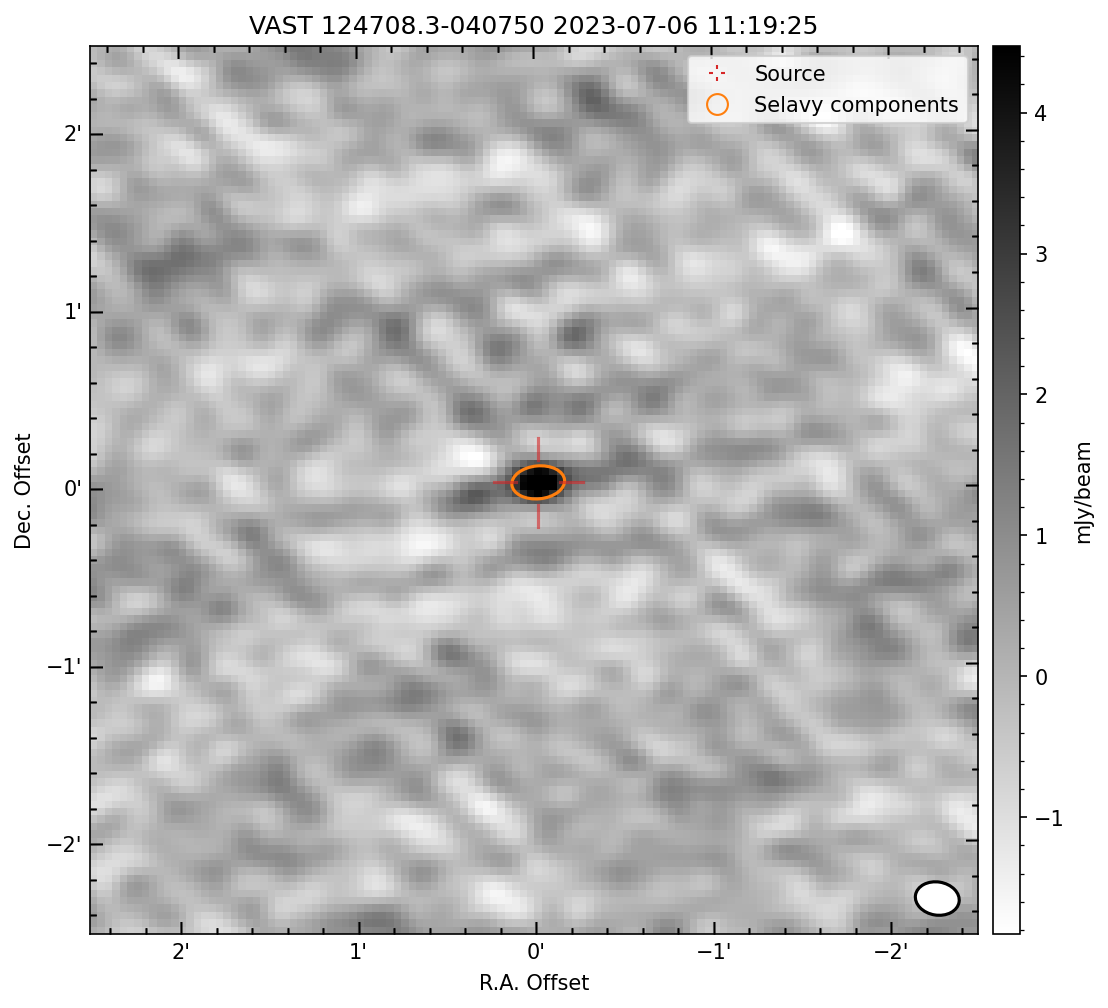 VAST 124708.3-040750 2023-07-06 11:19:25
Source
Selavy components
2'
1'
0'
−1'
−2'
Dec. Offset
2'
1'
0'
−1'
−2'
R.A. Offset
4
3
2
1
0
−1
mJy/beam